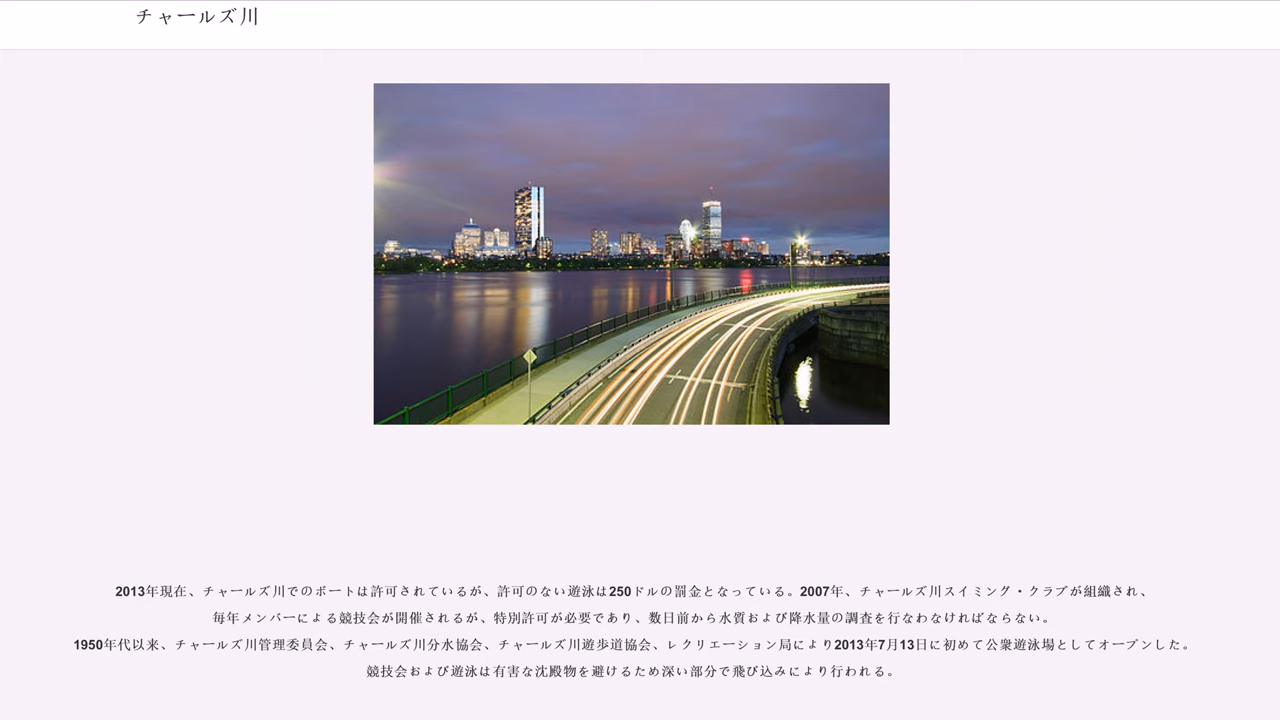 チャールズ川
2013年現在、チャールズ川でのボートは許可されているが、許可のない遊泳は250ドルの罰金となっている。2007年、チャールズ川スイミング・クラブが組織され、
毎年メンバーによる競技会が開催されるが、特別許可が必要であり、数日前から水質および降水量の調査を行なわなければならない。
1950年代以来、チャールズ川管理委員会、チャールズ川分水協会、チャールズ川遊歩道協会、レクリエーション局により2013年7月13日に初めて公衆遊泳場としてオープンした。
競技会および遊泳は有害な沈殿物を避けるため深い部分で飛び込みにより行われる。